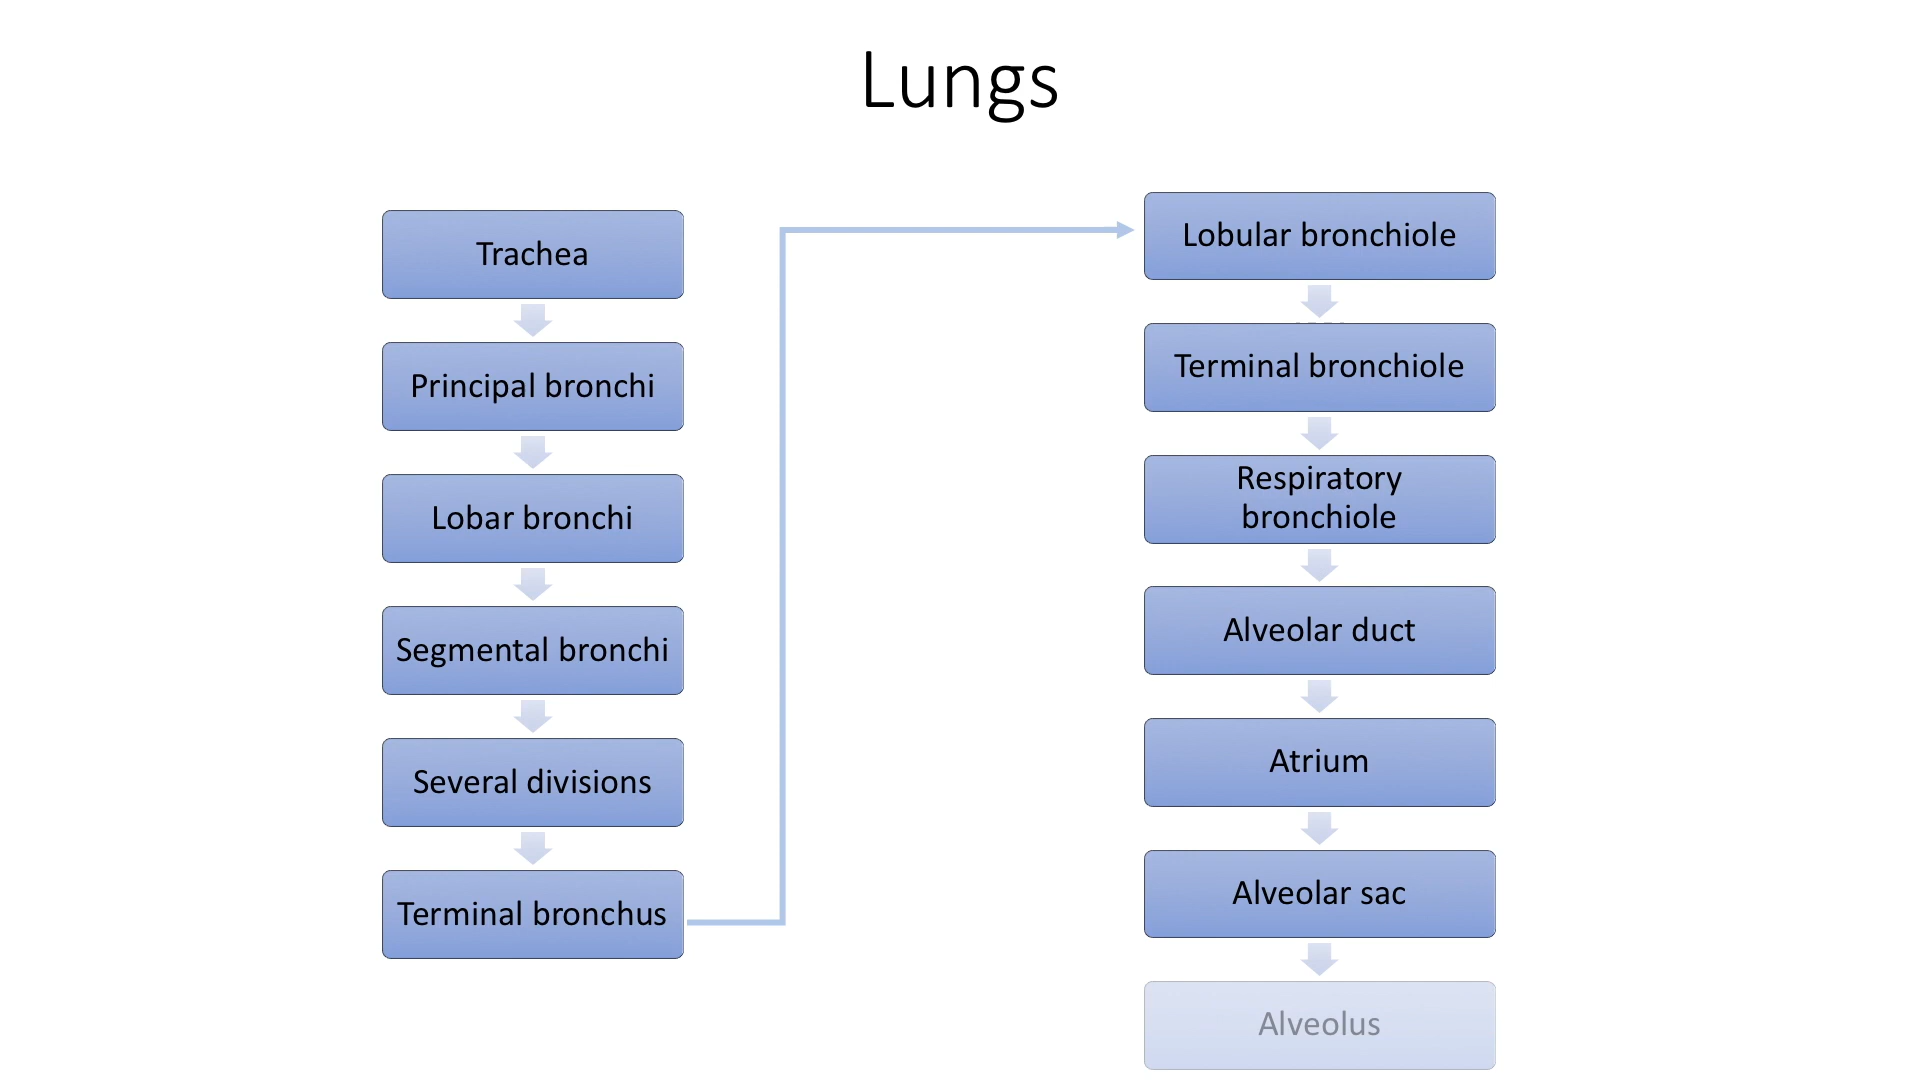 Lungs
Trachea
Principal bronchi
Lobar bronchi
Segmental bronchi
Several divisions
Terminal bronchus
Lobular bronchiole
Terminal bronchiole
Respiratory
bronchiole
Alveolar duct
Atrium
Alveolar sac
Alveolus